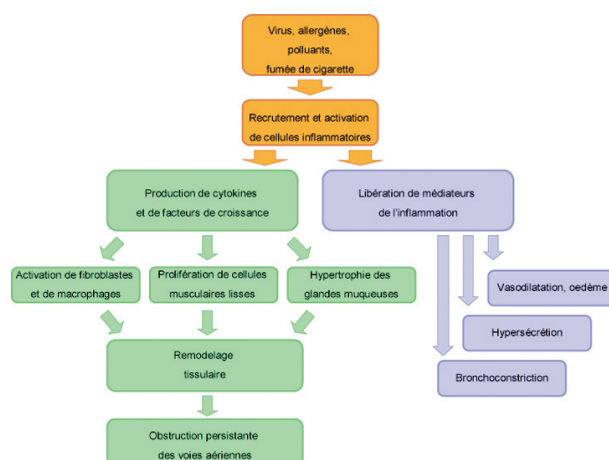 Virus, allergènes,
polluants,
fumée de cigarette
Recrutement et activation
de cellules inflammatoires
Production de cytokines
et de facteurs de croissance
Libération de médiateurs
de l'inflammation
Activation de fibroblastes
et de macrophages
Prolifération de cellules
musculaires lisses
Hypertrophie des
glandes muqueuses
Vasodilatation, oedème
Hypersécrétion
Bronchoconstriction
Remodelage
tissulaire
Obstruction persistante
des voies aériennes